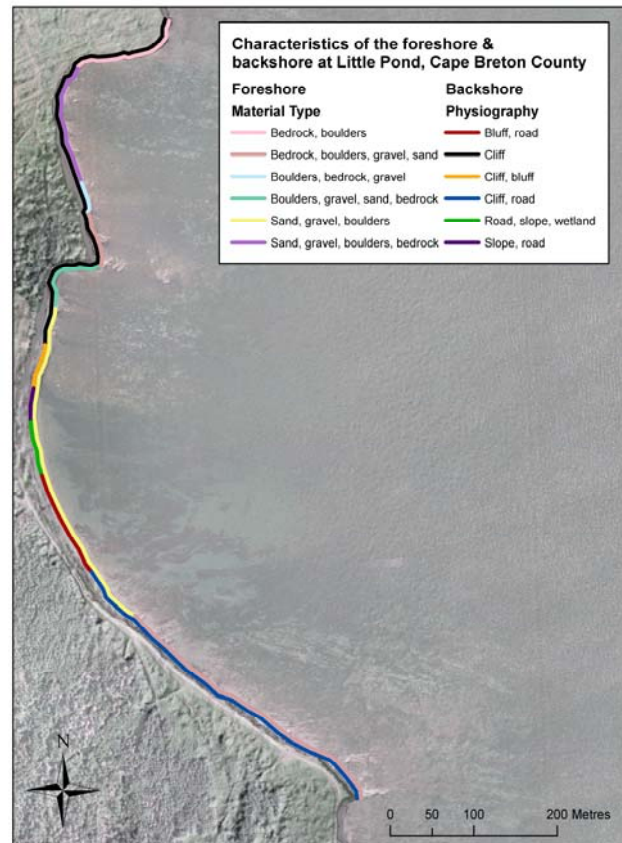 Characteristics of the foreshore &
backshore at Little Pond, Cape Breton County
Foreshore
Material Type
Bedrock, boulders
Bedrock, boulders, gravel, sand
Boulders, bedrock, gravel
Boulders, gravel, sand, bedrock
Sand, gravel, boulders
Sand, gravel, boulders, bedrock
Backshore
Physiography
Bluff, road
Cliff
Cliff, bluff
Cliff, road
Road, slope, wetland
Slope, road
N
0 50 100 200 Metres